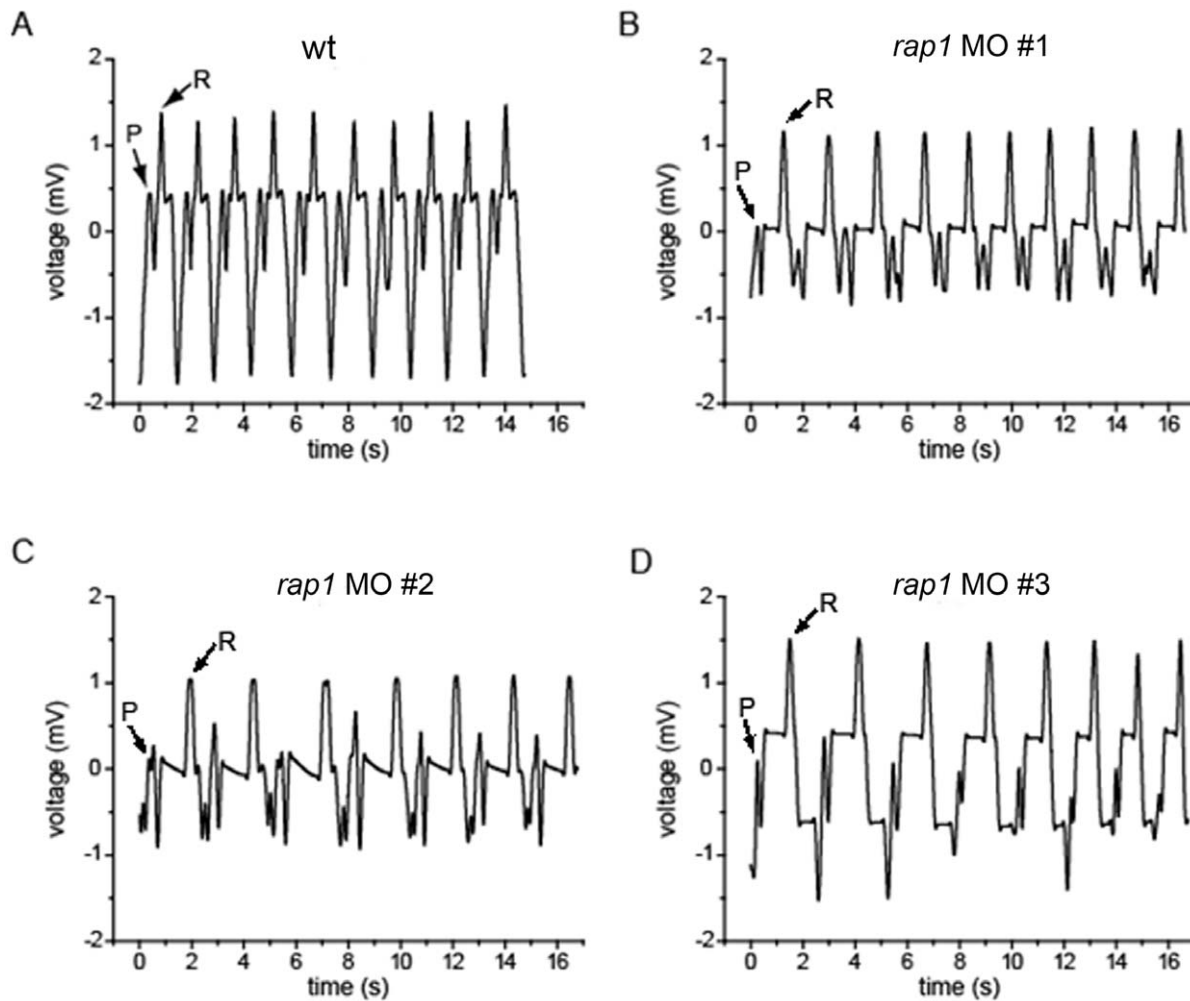 A
wt
R
P
2
1
0
-1
-2
voltage (mV)
0 2 4 6 8 10 12 14 16
time (s)
B
rap1 MO #1
R
P
2
1
0
-1
-2
voltage (mV)
0 2 4 6 8 10 12 14 16
time (s)
C
rap1 MO #2
R
P
2
1
0
-1
-2
voltage (mV)
0 2 4 6 8 10 12 14 16
time (s)
D
rap1 MO #3
R
P
2
1
0
-1
-2
voltage (mV)
0 2 4 6 8 10 12 14 16
time (s)